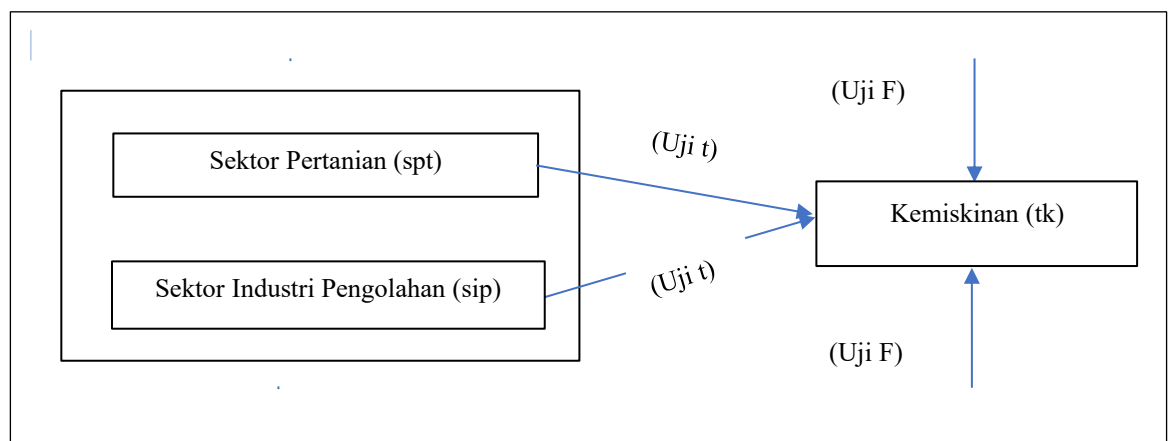 (Uji F)
Sektor Pertanian (spt)
(Uji t)
Kemiskinan (tk)
Sektor Industri Pengolahan (sip)
(Uji t)
(Uji F)